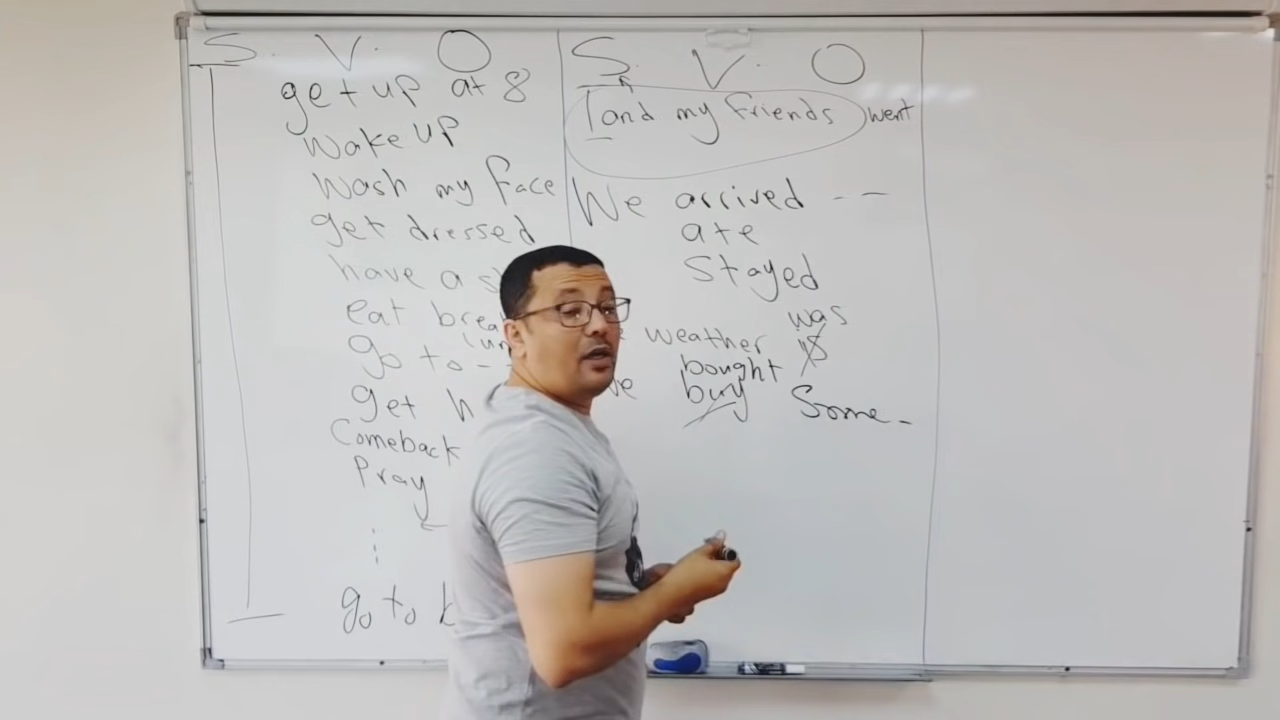 S. V. O
get up at 8
wake up
wash my face
get dressed
have a
eat
go to --
get
Comeback
Pray
go to
S. V. O
I and my friends went
We arrived ---
ate
Stayed
was
weather is
bought
buy Some-